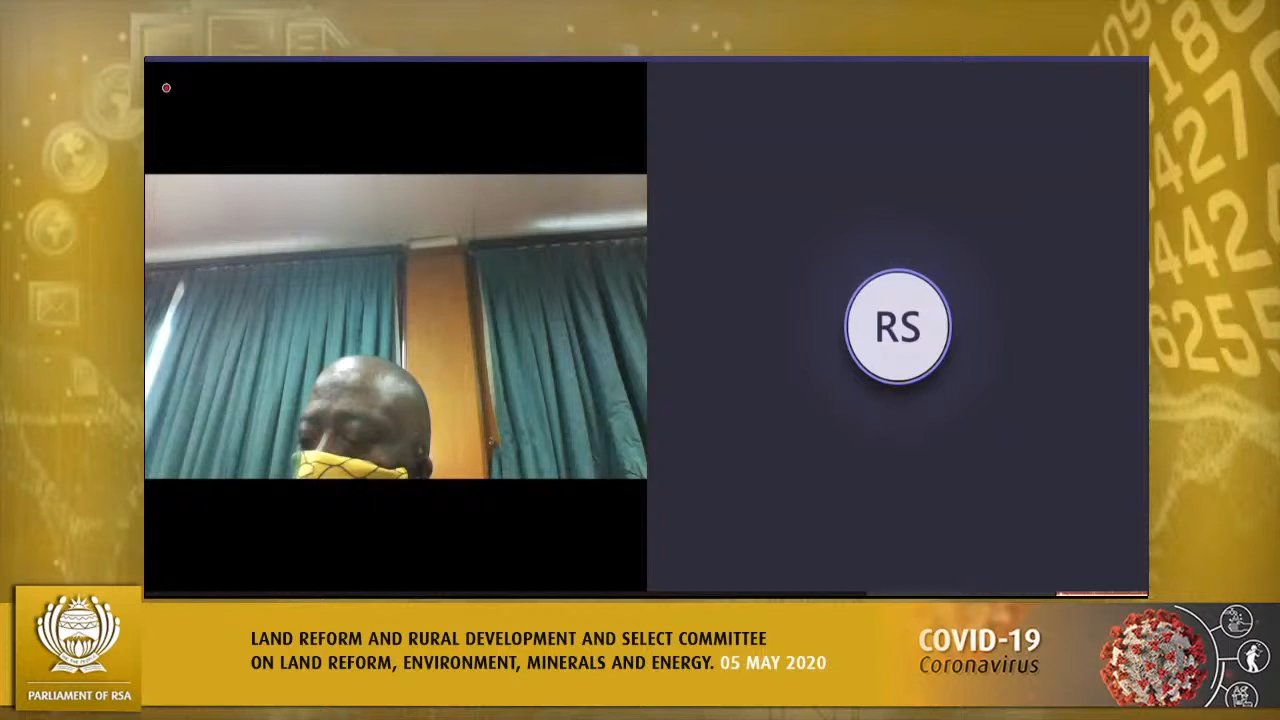 RS
LAND REFORM AND RURAL DEVELOPMENT AND SELECT COMMITTEE
ON LAND REFORM, ENVIRONMENT, MINERALS AND ENERGY. 05 MAY 2020
COVID-19
Coronavirus
PARLIAMENT OF RSA